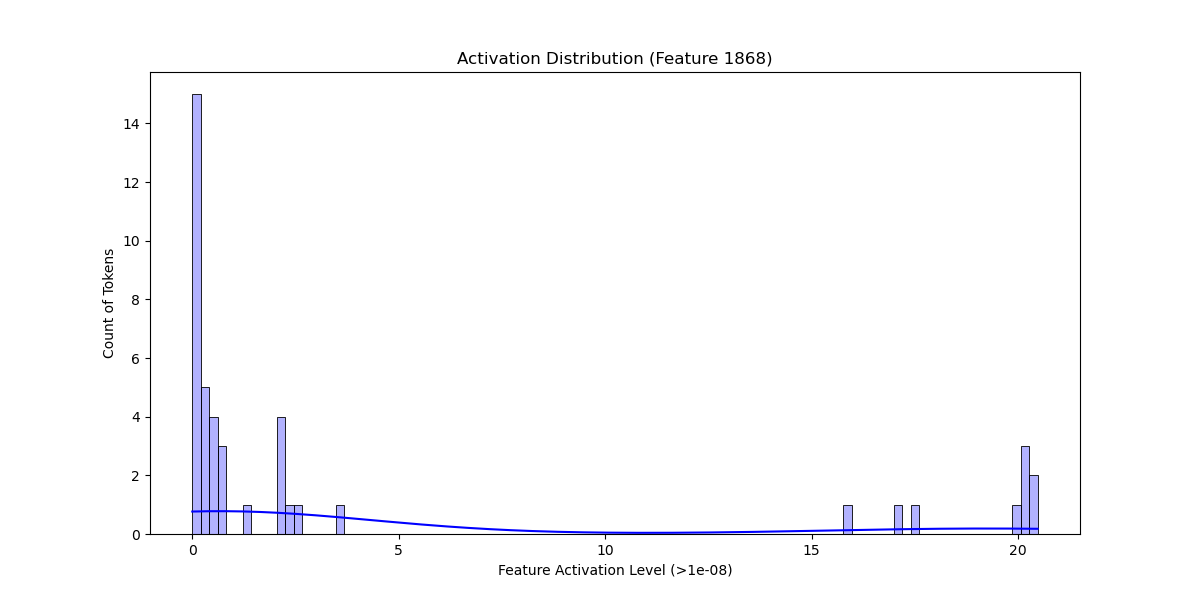 Activation Distribution (Feature 1868)
Count of Tokens
14
12
10
8
6
4
2
0
0 5 10 15 20
Feature Activation Level (>1e-08)